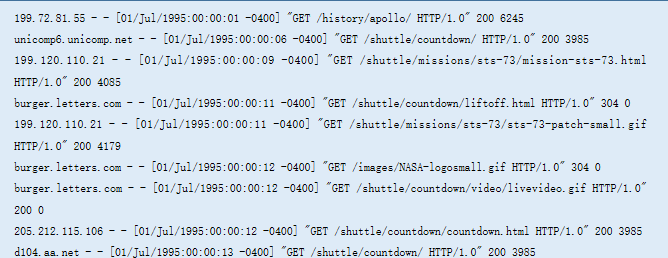 199.72.81.55 - - [01/Jul/1995:00:00:01 -0400] "GET /history/apollo/ HTTP/1.0" 200 6245
unicomp6.unicomp.net - - [01/Jul/1995:00:00:06 -0400] "GET /shuttle/countdown/ HTTP/1.0" 200 3985
199.120.110.21 - - [01/Jul/1995:00:00:09 -0400] "GET /shuttle/missions/sts-73/mission-sts-73.html
HTTP/1.0" 200 4085
burger.letters.com - - [01/Jul/1995:00:00:11 -0400] "GET /shuttle/countdown/liftoff.html HTTP/1.0" 304 0
199.120.110.21 - - [01/Jul/1995:00:00:11 -0400] "GET /shuttle/missions/sts-73/sts-73-patch-small.gif
HTTP/1.0" 200 4179
burger.letters.com - - [01/Jul/1995:00:00:12 -0400] "GET /images/NASA-logosmall.gif HTTP/1.0" 304 0
burger.letters.com - - [01/Jul/1995:00:00:12 -0400] "GET /shuttle/countdown/video/livevideo.gif HTTP/1.0"
200 0
205.212.115.106 - - [01/Jul/1995:00:00:12 -0400] "GET /shuttle/countdown/countdown.html HTTP/1.0" 200 3985
d104.aa.net - - [01/Jul/1995:00:00:13 -0400] "GET /shuttle/countdown/ HTTP/1.0" 200 3985